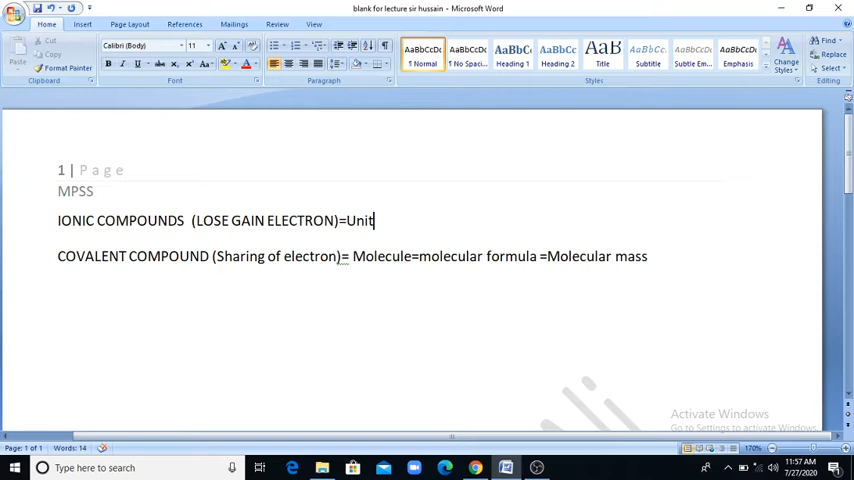 blank for lecture sir hussain - Microsoft Word
Home Insert Page Layout References Mailings Review View
Cut
Copy
Format Painter
Paste
Clipboard
Calibri (Body) 11
Font
Paragraph
AaBbCcDc AaBbCcDc AaBbC AaBbCc AaB AaBbCc. AaBbCcDc AaBbCcDc
¶ Normal ¶ No Spaci... Heading 1 Heading 2 Title Subtitle Subtle Em... Emphasis
Change Styles
Styles
Find
Replace
Select
Editing
1 | Page
MPSS
IONIC COMPOUNDS (LOSE GAIN ELECTRON)=Unit
COVALENT COMPOUND (Sharing of electron)= Molecule=molecular formula =Molecular mass
Activate Windows
Go to Settings to activate Windows.
Page: 1 of 1 Words: 14 170%
Type here to search
11:57 AM
7/27/2020